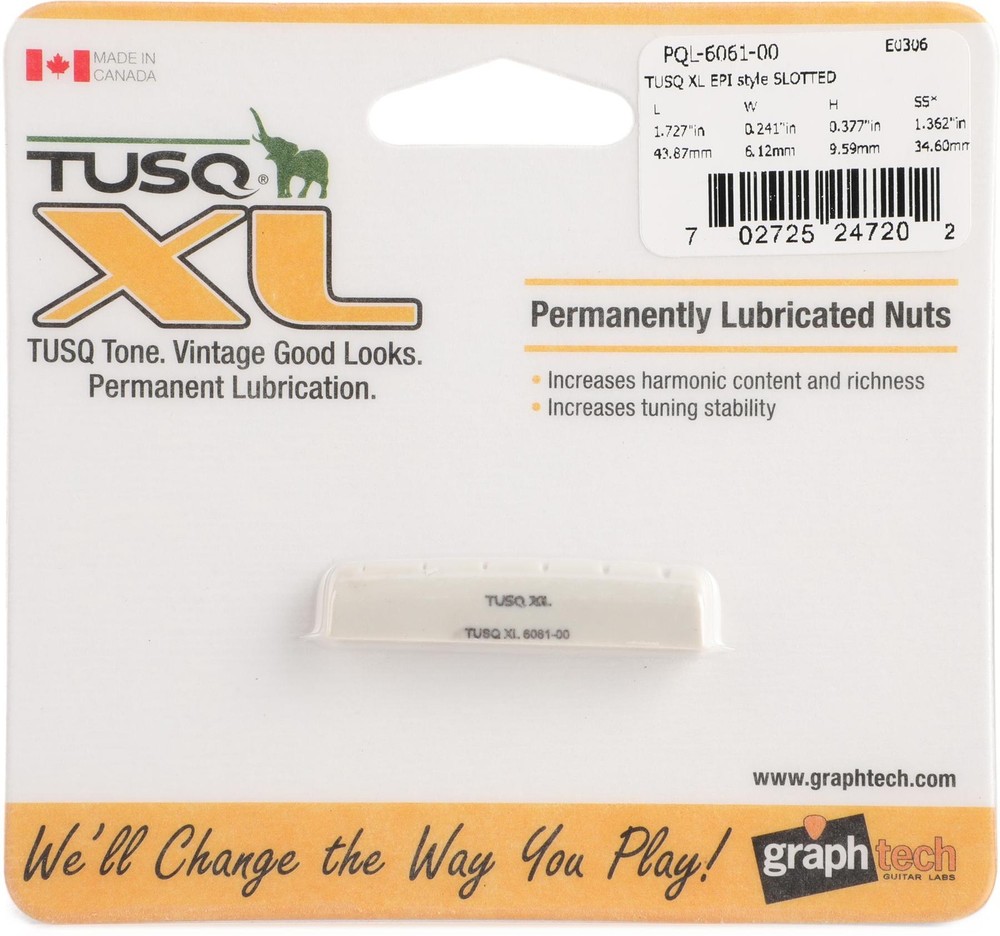 MADE IN
CANADA
TUSQ®
XL
TUSQ Tone. Vintage Good Looks.
Permanent Lubrication.
PQL-6061-00 E0306
TUSQ XL EPI style SLOTTED
L W H SS*
1.727"in 0.241"in 0.377"in 1.362"in
43.87mm 6.12mm 9.59mm 34.60mm
7 02725 24720 2
Permanently Lubricated Nuts
• Increases harmonic content and richness
• Increases tuning stability
TUSQ XL
TUSQ XL 6061-00
www.graphtech.com
We'll Change the Way You Play!
graphtech
GUITAR LABS